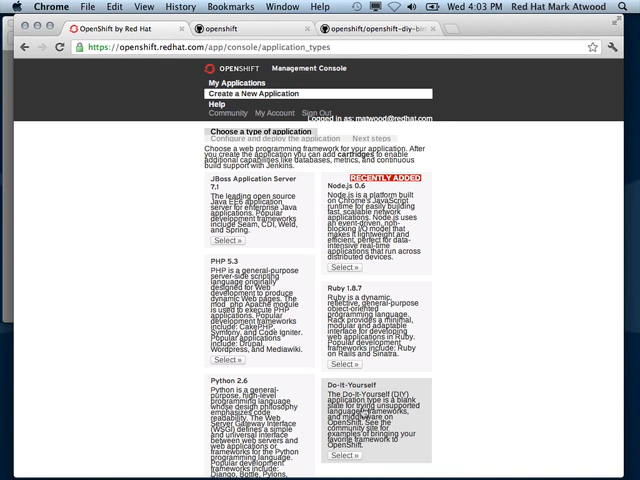 Chrome File Edit View History Bookmarks Window Help Wed 4:03 PM Red Hat Mark Atwood
OpenShift by Red Hat
openshift
openshift/openshift-diy-bir
https://openshift.redhat.com/app/console/application_types
OPENSHIFT Management Console
My Applications
Create a New Application
Help
Community My Account Sign Out
Logged in as: matwood@redhat.com
Choose a type of application
Configure and deploy the application Next steps
Choose a web programming framework for your application. After
you create the application you can add cartridges to enable
additional capabilities like databases, metrics, and continuous
build support with Jenkins.
JBoss Application Server
7.1
The leading open source
Java EE6 application
server for enterprise Java
applications. Popular
development frameworks
include Seam, CDI, Weld,
and Spring.
Select »
RECENTLY ADDED
Node.js 0.6
Node.js is a platform built
on Chrome's JavaScript
runtime for easily building
fast, scalable network
applications. Node.js uses
an event-driven, non-
blocking I/O model that
makes it lightweight and
efficient, perfect for data-
intensive real-time
applications that run across
distributed devices.
Select »
PHP 5.3
PHP is a general-purpose
server-side scripting
language originally
designed for Web
development to produce
dynamic Web pages. The
mod_php Apache module
is used to execute PHP
applications. Popular
development frameworks
include: CakePHP,
Symfony, and Code Igniter.
Popular applications
include: Drupal,
Wordpress, and Mediawiki.
Select »
Ruby 1.8.7
Ruby is a dynamic,
reflective, general-purpose
object-oriented
programming language.
Rack provides a minimal,
modular and adaptable
interface for developing
web applications in Ruby.
Popular development
frameworks include: Ruby
on Rails and Sinatra.
Select »
Python 2.6
Python is a general-
purpose, high-level
programming language
whose design philosophy
emphasizes code
readability. The Web
Server Gateway Interface
(WSGI) defines a simple
and universal interface
between web servers and
web applications or
frameworks for the Python
programming language.
Popular development
frameworks include:
Django, Bottle, Pylons,
Do-It-Yourself
The Do-It-Yourself (DIY)
application type is a blank
slate for trying unsupported
languages, frameworks,
and middleware on
OpenShift. See the
community site for
examples of bringing your
favorite framework to
OpenShift.
Select »